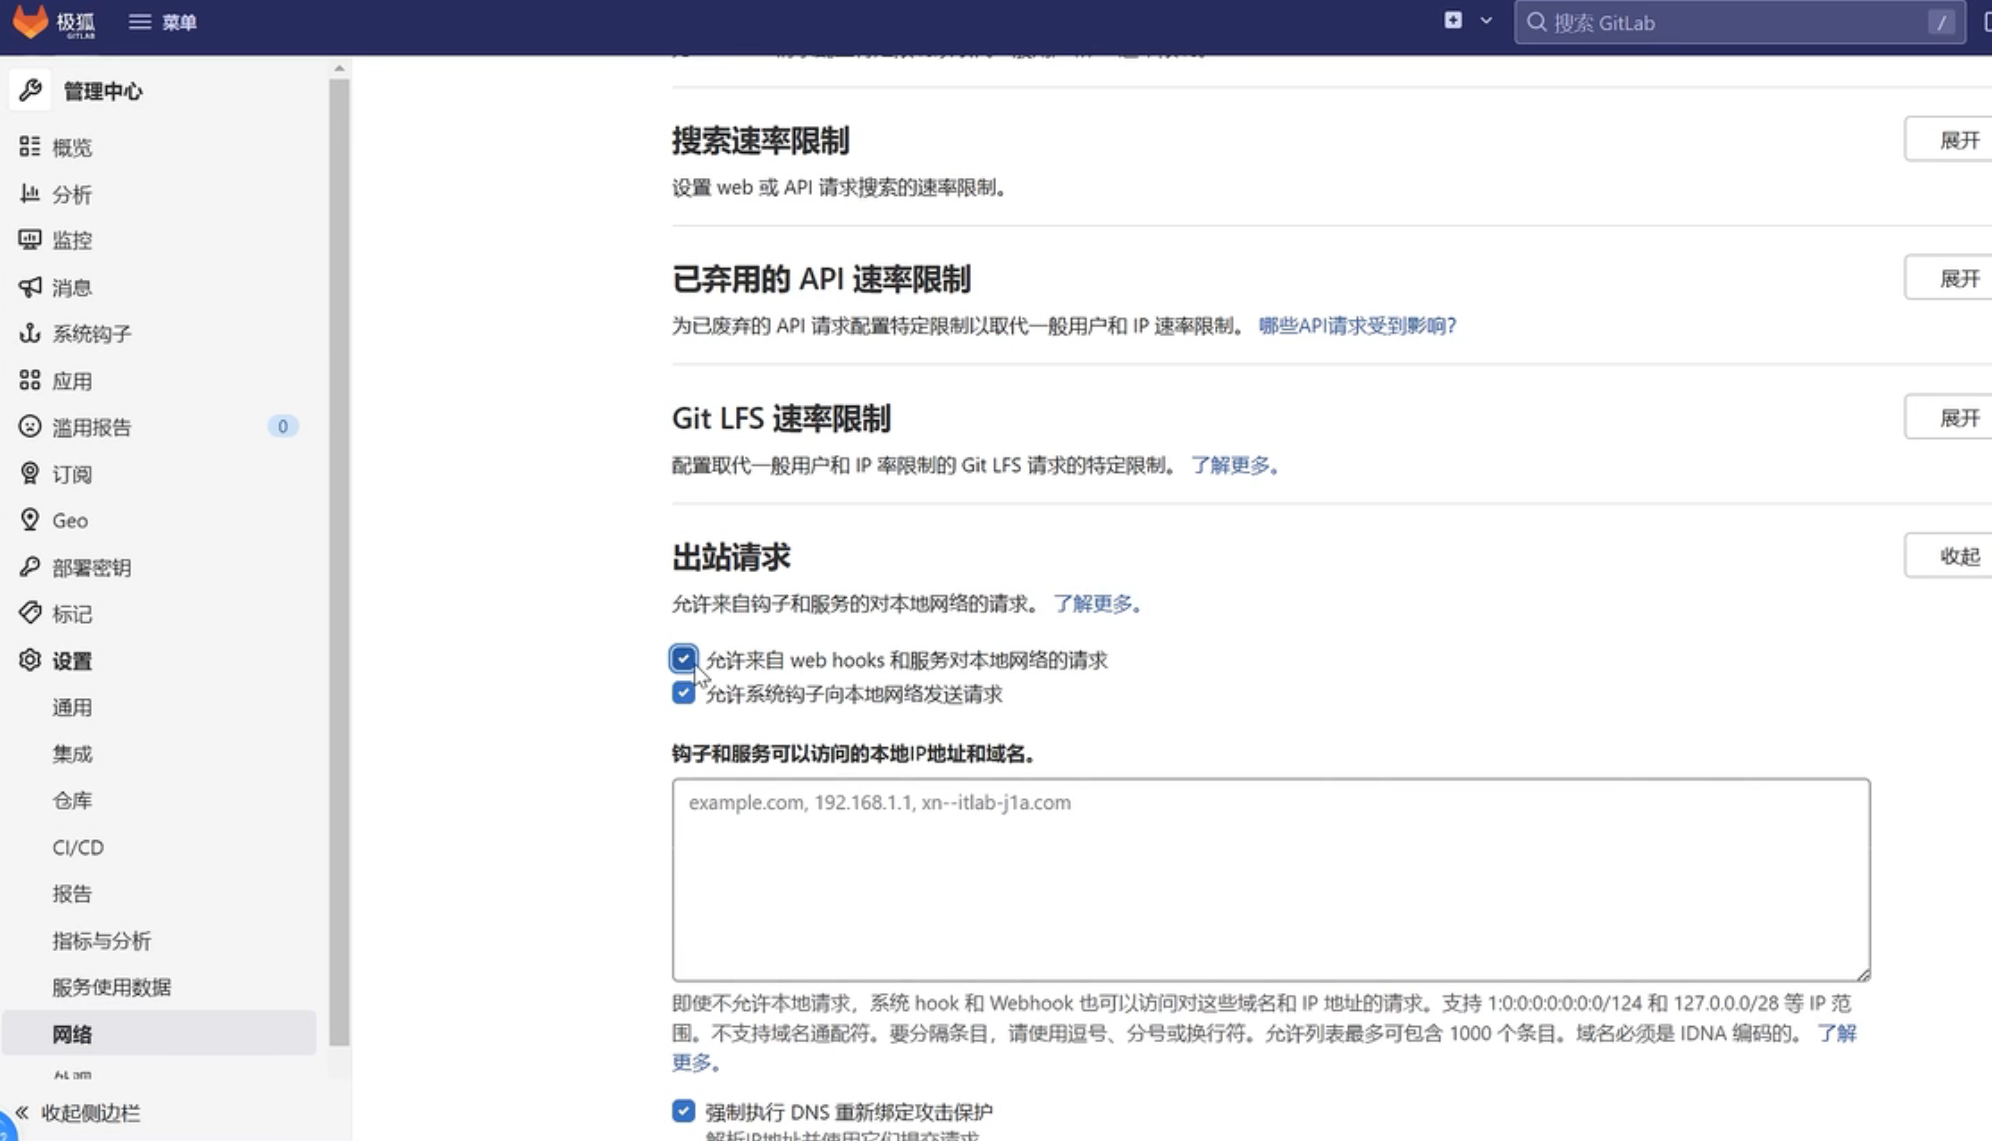 极狐
GITLAB
菜单
搜索 GitLab
/
管理中心
概览
分析
监控
消息
系统钩子
应用
滥用报告
0
订阅
Geo
部署密钥
标记
设置
通用
集成
仓库
CI/CD
报告
指标与分析
服务使用数据
网络
收起侧边栏
搜索速率限制
展开
设置 web 或 API 请求搜索的速率限制。
已弃用的 API 速率限制
展开
为已废弃的 API 请求配置特定限制以取代一般用户和 IP 速率限制。 哪些API请求受到影响?
Git LFS 速率限制
展开
配置取代一般用户和 IP 率限制的 Git LFS 请求的特定限制。 了解更多。
出站请求
收起
允许来自钩子和服务的对本地网络的请求。 了解更多。
允许来自 web hooks 和服务对本地网络的请求
允许系统钩子向本地网络发送请求
钩子和服务可以访问的本地IP地址和域名。
example.com, 192.168.1.1, xn--itlab-j1a.com
即使不允许本地请求，系统 hook 和 Webhook 也可以访问对这些域名和 IP 地址的请求。支持 1:0:0:0:0:0:0:0/124 和 127.0.0.0/28 等 IP 范
围。不支持域名通配符。要分隔条目，请使用逗号、分号或换行符。允许列表最多可包含 1000 个条目。域名必须是 IDNA 编码的。 了解
更多。
强制执行 DNS 重新绑定攻击保护
解析IP地址并使用它们提交请求